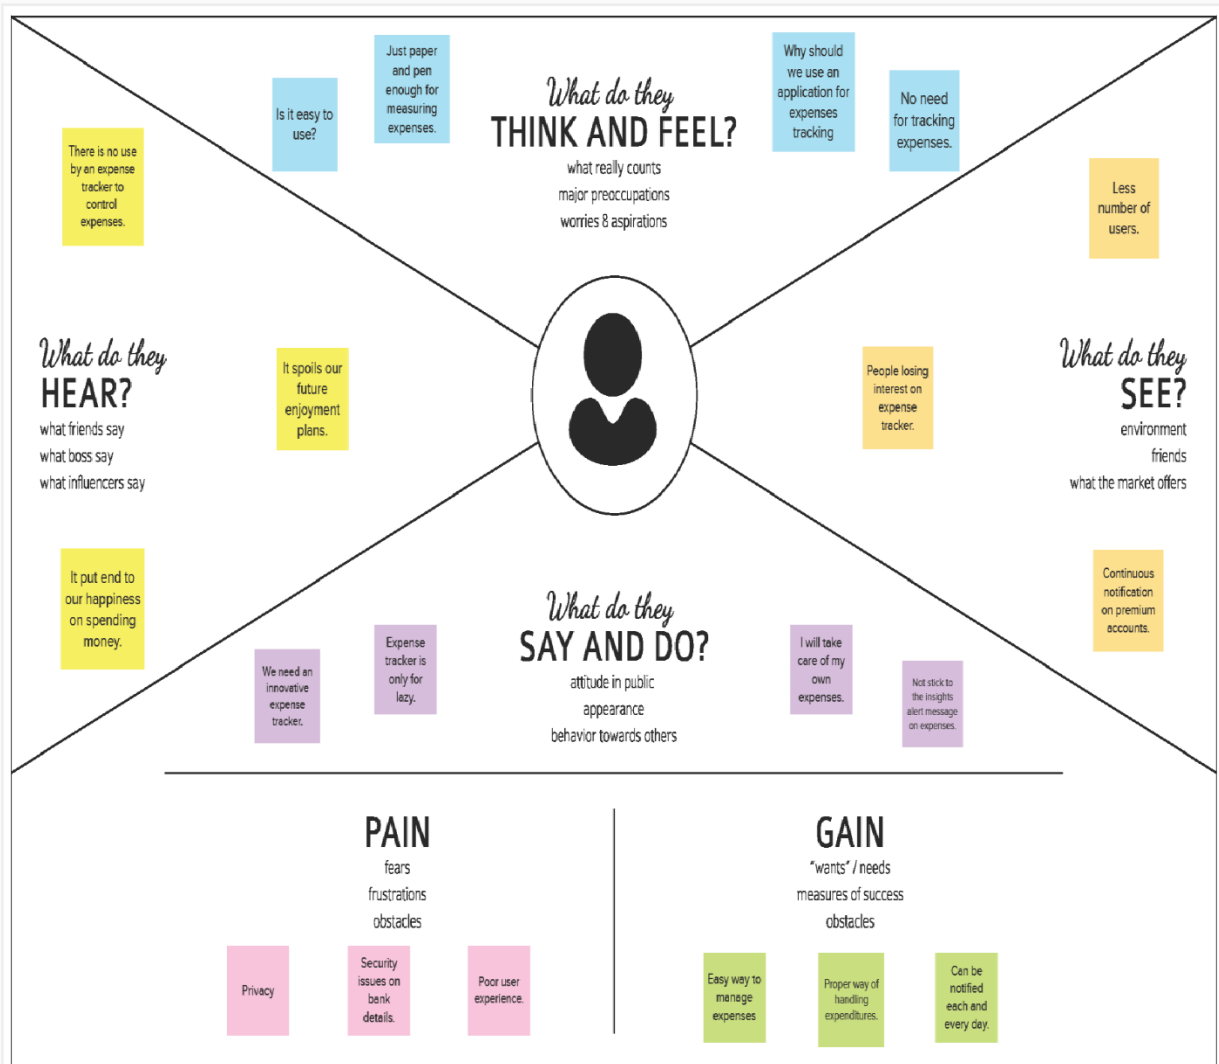 Is it easy to
use?
Just paper
and pen
enough for
measuring
expenses.
What do they
THINK AND FEEL?
what really counts
major preoccupations
worries & aspirations
Why should
we use an
application for
expenses
tracking
No need
for tracking
expenses.
There is no use
by an expense
tracker to
control
expenses.
What do they
HEAR?
what friends say
what boss say
what influencers say
It spoils our
future
enjoyment
plans.
It put end to
our happiness
on spending
money.
Less
number of
users.
People losing
interest on
expense
tracker.
What do they
SEE?
environment
friends
what the market offers
Continuous
notification
on premium
accounts.
We need an
innovative
expense
tracker.
Expense
tracker is
only for
lazy.
What do they
SAY AND DO?
attitude in public
appearance
behavior towards others
I will take
care of my
own
expenses.
Not stick to
the insights
alert message
on expenses.
PAIN
fears
frustrations
obstacles
Privacy
Security
issues on
bank
details.
Poor user
experience.
GAIN
"wants" / needs
measures of success
obstacles
Easy way to
manage
expenses
Proper way of
handling
expenditures.
Can be
notified
each and
every day.